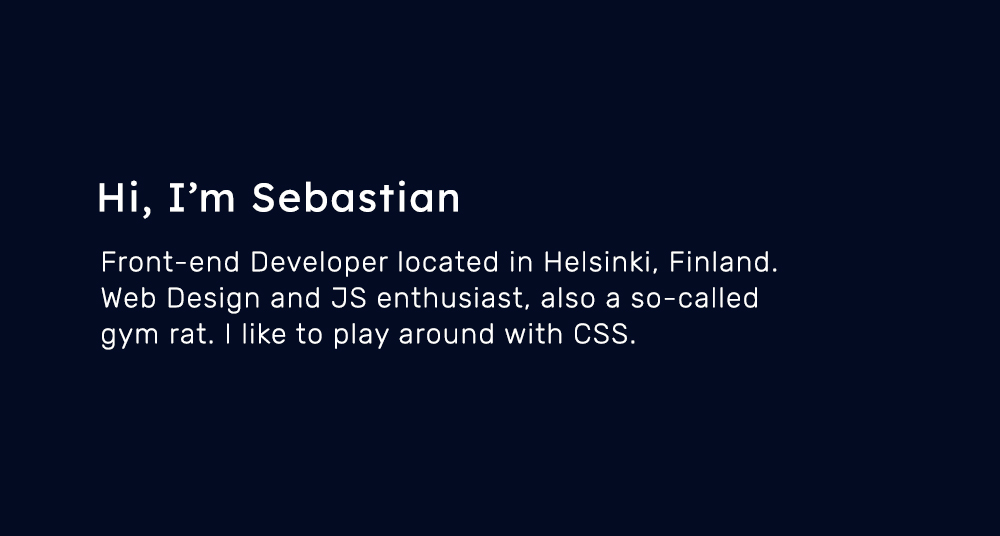 Hi, I’m Sebastian
Front-end Developer located in Helsinki, Finland.
Web Design and JS enthusiast, also a so-called
gym rat. I like to play around with CSS.